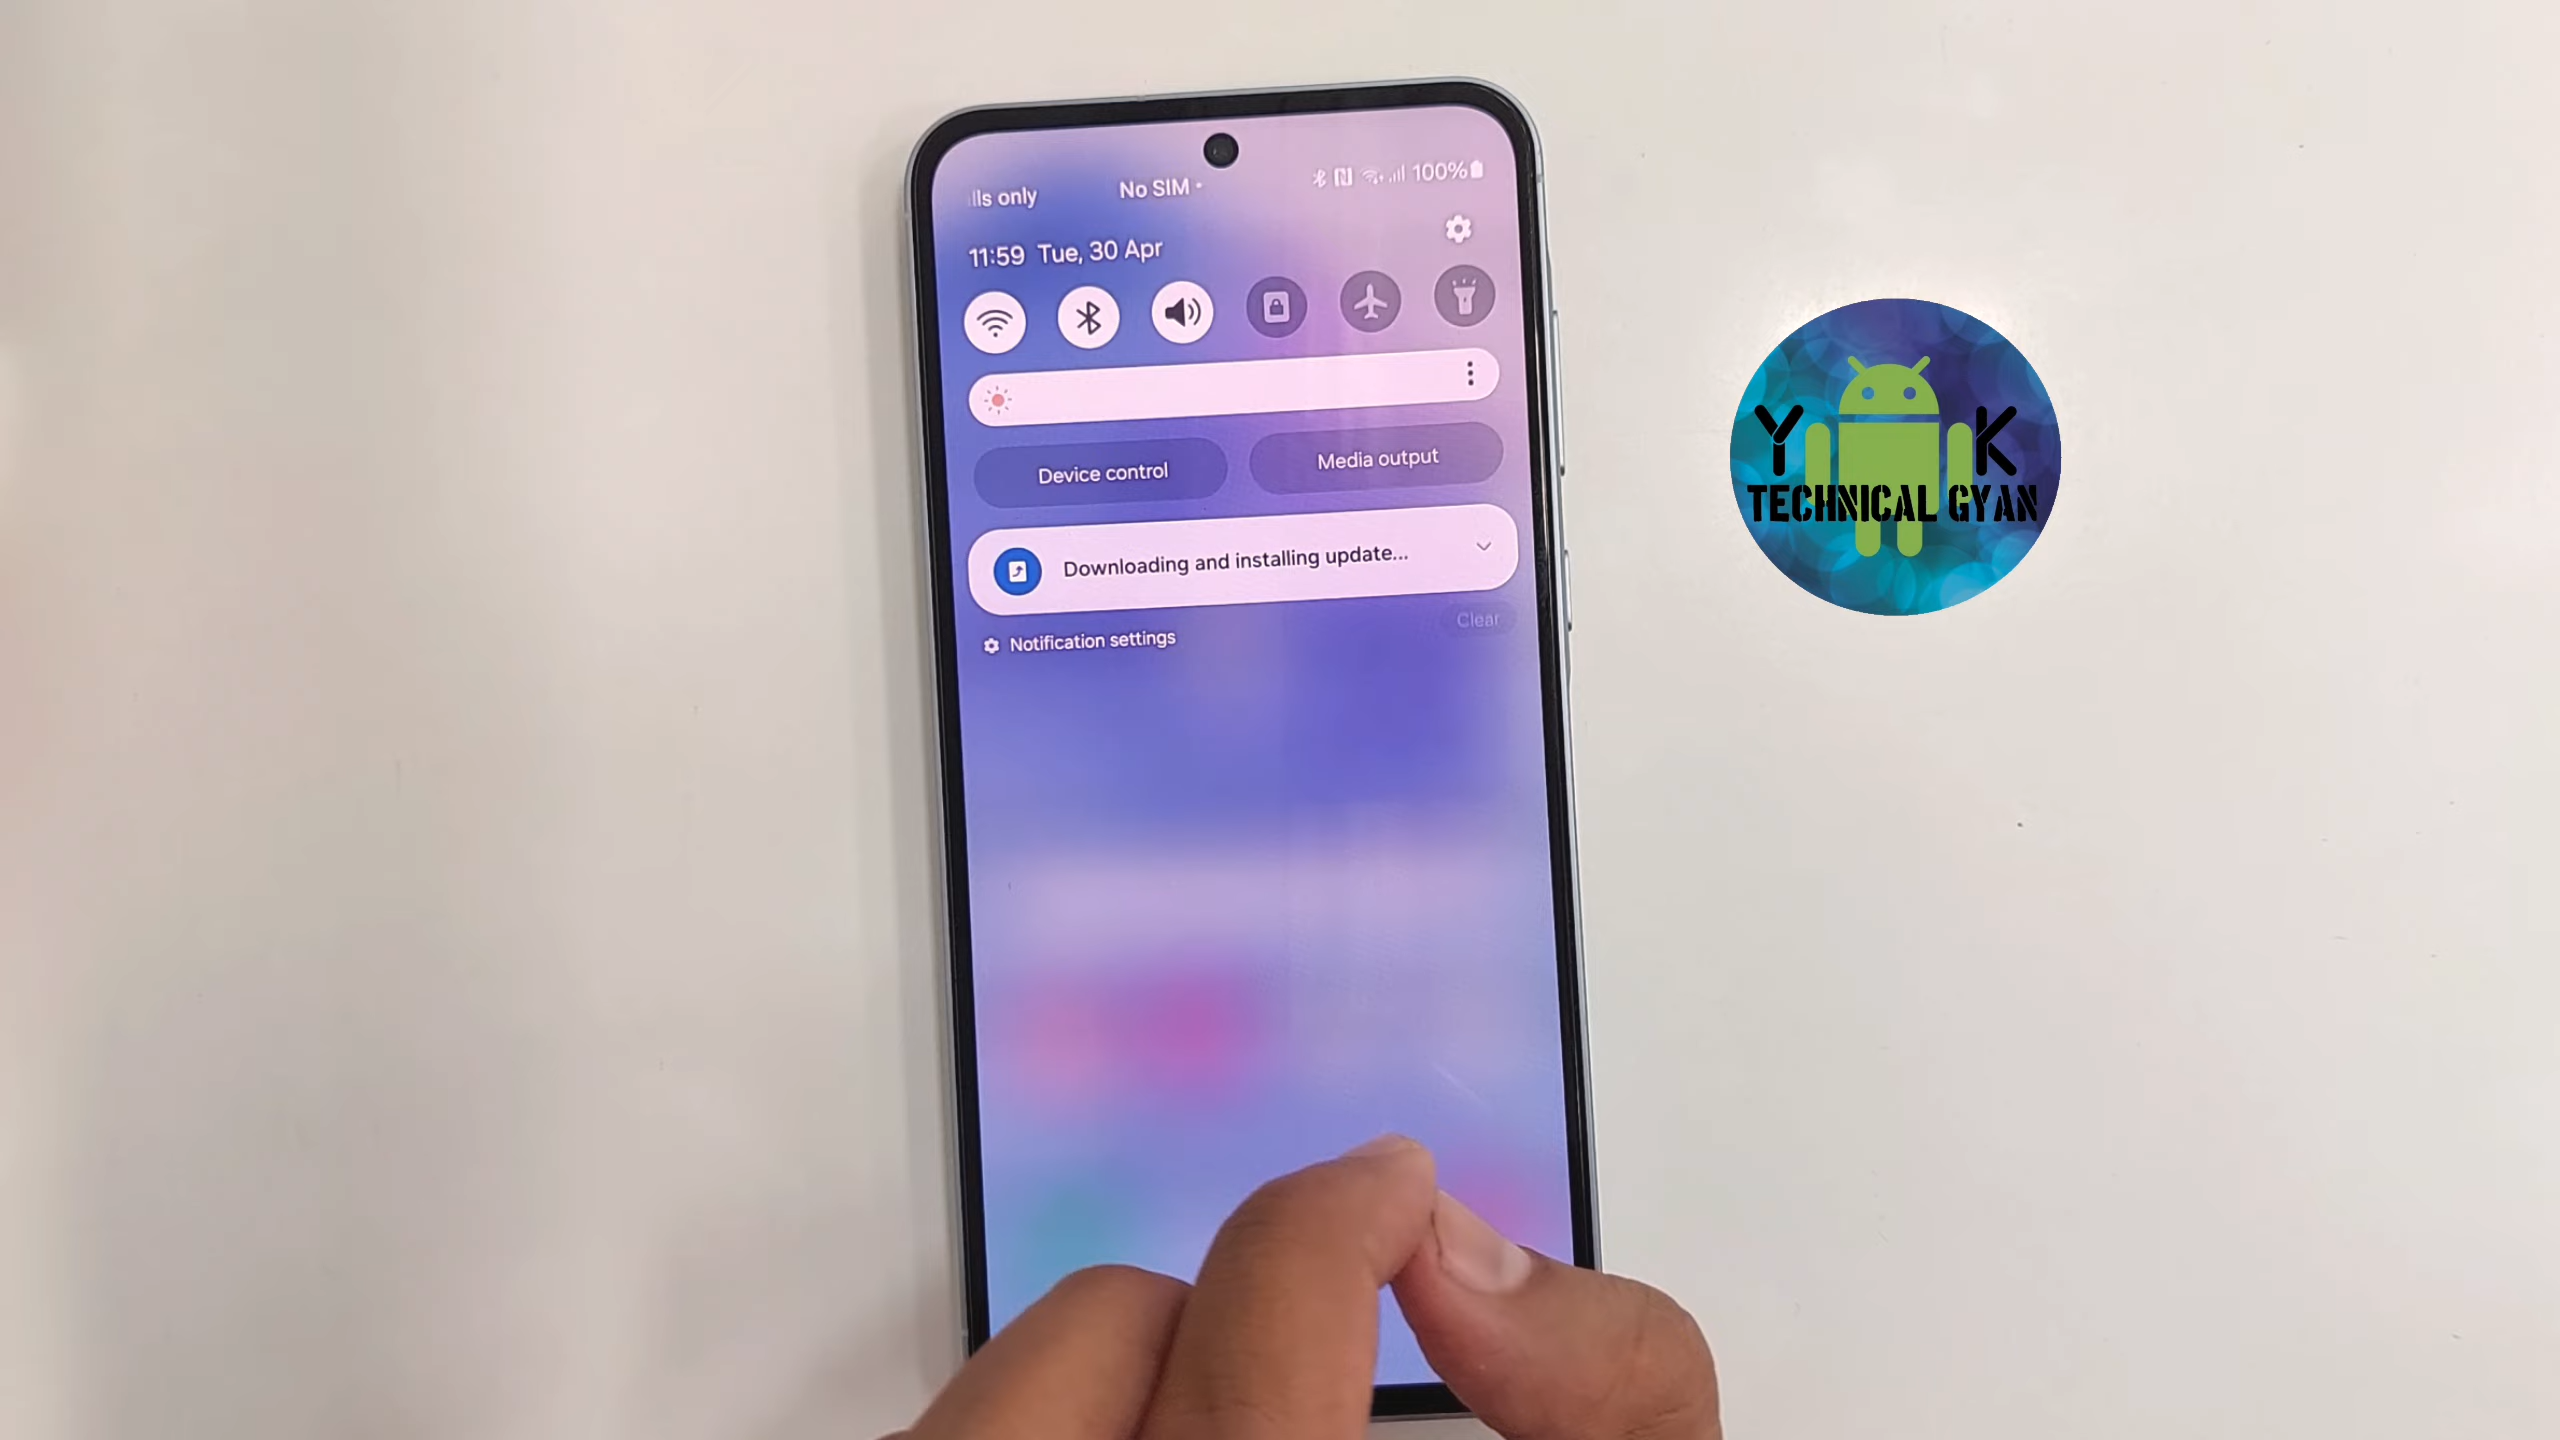 lls only
No SIM
100%
11:59 Tue, 30 Apr
Device control
Media output
Downloading and installing update...
Clear
Notification settings
Y K
TECHNICAL GYAN